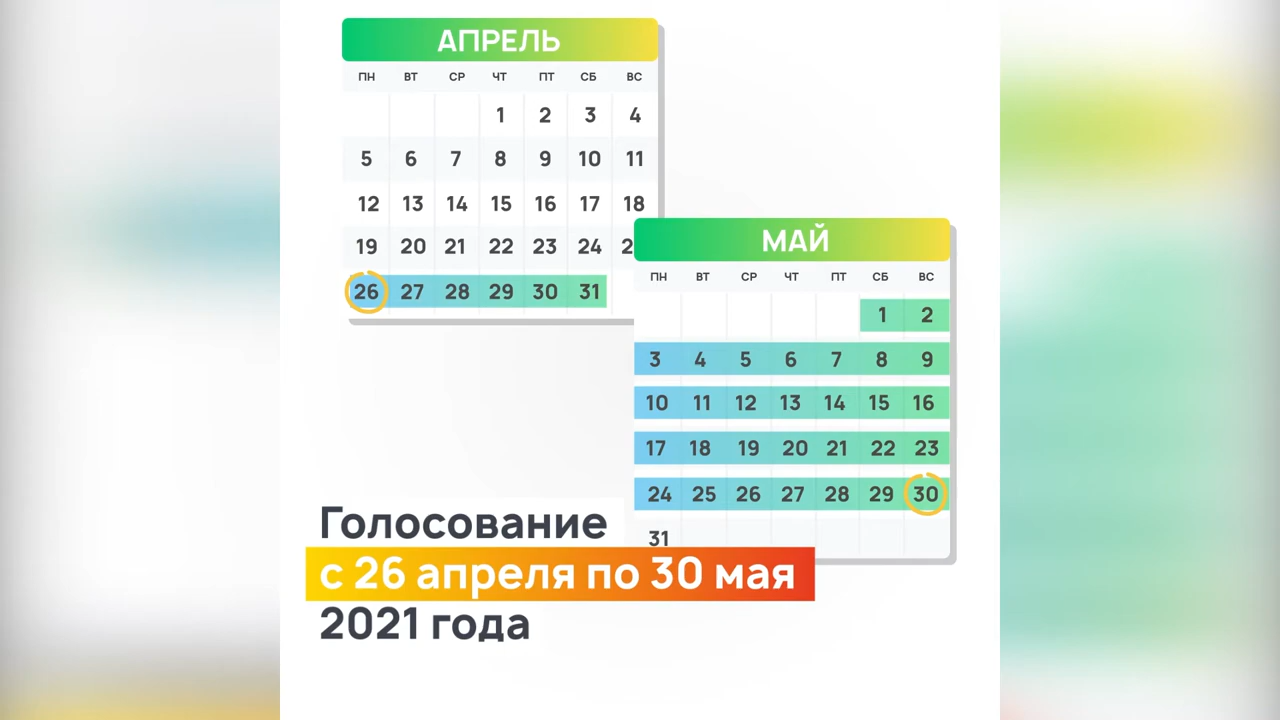 АПРЕЛЬ
ПН ВТ СР ЧТ ПТ СБ ВС
1 2 3 4
5 6 7 8 9 10 11
12 13 14 15 16 17 18
19 20 21 22 23 24 2
26 27 28 29 30 31
МАЙ
ПН ВТ СР ЧТ ПТ СБ ВС
1 2
3 4 5 6 7 8 9
10 11 12 13 14 15 16
17 18 19 20 21 22 23
24 25 26 27 28 29 30
31
Голосование
с 26 апреля по 30 мая
2021 года